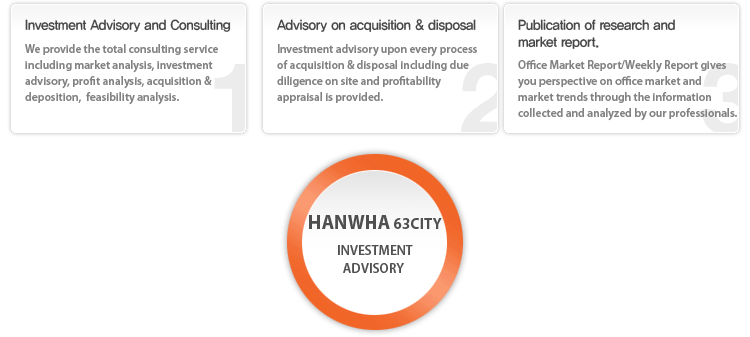 Investment Advisory and Consulting
We provide the total consulting service
including market analysis, investment
advisory, profit analysis, acquisition &
deposition,  feasibility analysis.
1
Advisory on acquisition & disposal
Investment advisory upon every process
of acquisition & disposal including due
diligence on site and profitability
appraisal is provided.
2
Publication of research and
market report.
Office Market Report/Weekly Report gives
you perspective on office market and
market trends through the information
collected and analyzed by our professionals.
3
HANWHA 63CITY
INVESTMENT
ADVISORY